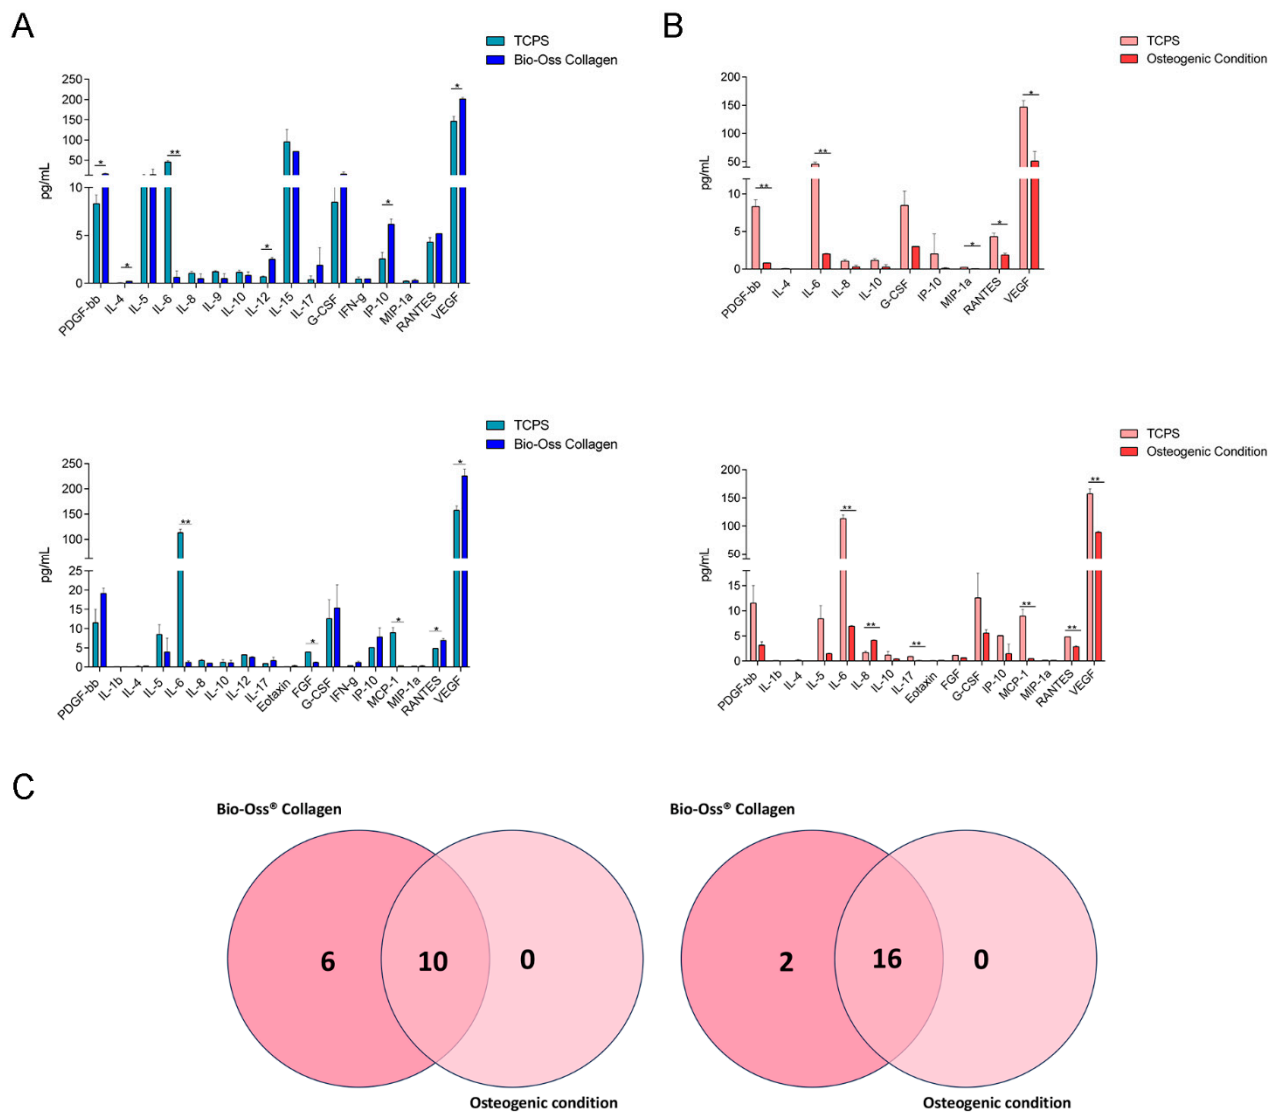 A
TCPS
Bio-Oss Collagen
250
200
150
100
50
10
5
0
pg/mL
*
*
**
*
*
*
PDGF-bb
IL-4
IL-5
IL-6
IL-8
IL-9
IL-10
IL-12
IL-15
IL-17
G-CSF
IFN-g
IP-10
MIP-1a
RANTES
VEGF
B
TCPS
Osteogenic Condition
200
150
100
50
10
5
0
pg/mL
**
**
*
*
*
PDGF-bb
IL-4
IL-6
IL-8
IL-10
G-CSF
IP-10
MIP-1a
RANTES
VEGF
TCPS
Bio-Oss Collagen
250
200
150
100
25
20
15
10
5
0
pg/mL
**
*
*
*
*
PDGF-bb
IL-1b
IL-4
IL-5
IL-6
IL-8
IL-10
IL-12
IL-17
Eotaxin
FGF
G-CSF
IFN-g
IP-10
MCP-1
MIP-1a
RANTES
VEGF
TCPS
Osteogenic Condition
200
150
100
50
15
10
5
0
pg/mL
**
**
**
**
**
**
PDGF-bb
IL-1b
IL-4
IL-5
IL-6
IL-8
IL-10
IL-17
Eotaxin
FGF
G-CSF
IP-10
MCP-1
MIP-1a
RANTES
VEGF
C
Bio-Oss® Collagen
6
10
0
Osteogenic condition
Bio-Oss® Collagen
2
16
0
Osteogenic condition